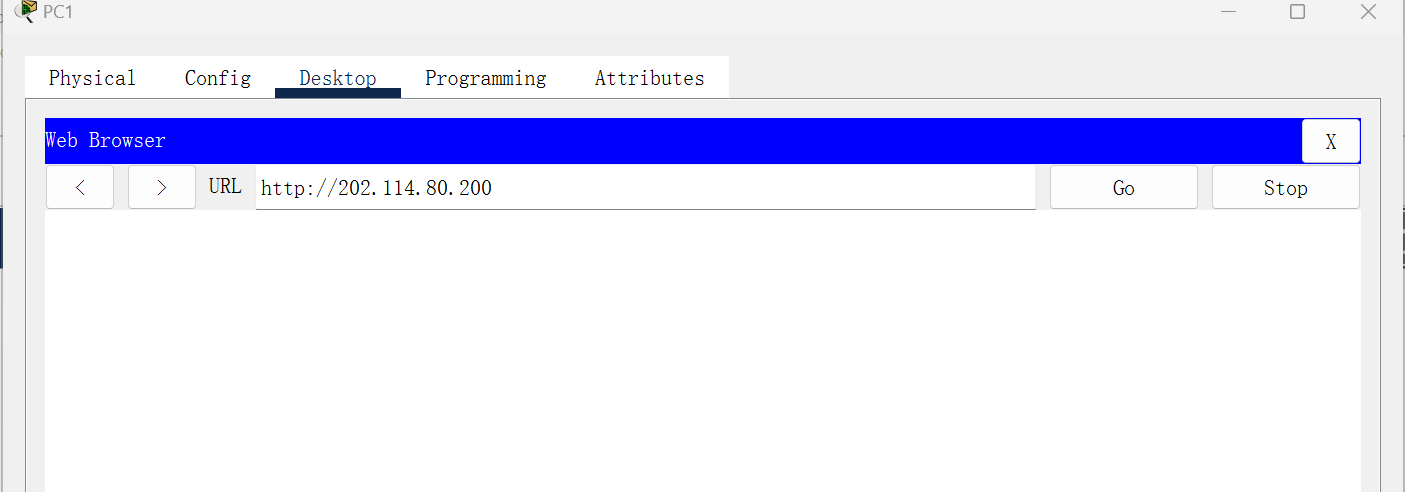 PC1
Physical Config Desktop Programming Attributes
Web Browser X
< > URL http://202.114.80.200 Go Stop